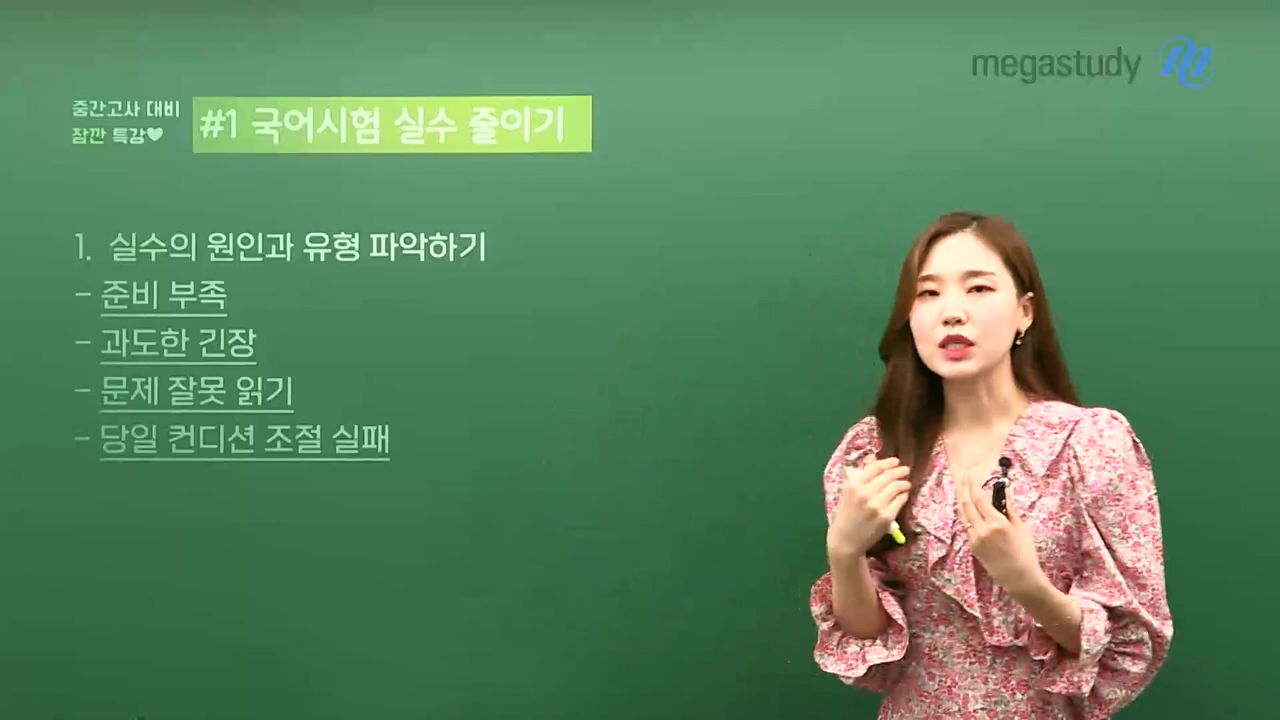 megastudy
중간고사 대비
잠깐 특강♥
#1 국어시험 실수 줄이기
1. 실수의 원인과 유형 파악하기
- 준비 부족
- 과도한 긴장
- 문제 잘못 읽기
- 당일 컨디션 조절 실패